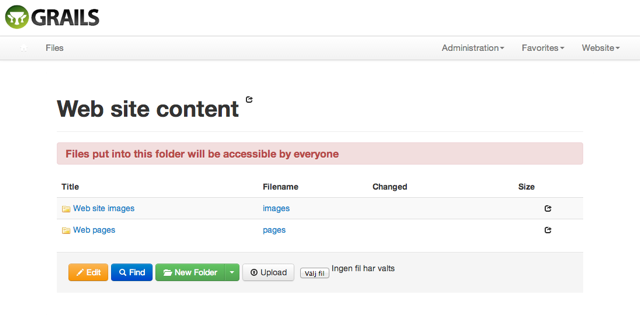 GRAILS
Files Administration Favorites Website
Web site content
Files put into this folder will be accessible by everyone
Title Filename Changed Size
Web site images images
Web pages pages
Edit Find New Folder Upload Välj fil Ingen fil har valts